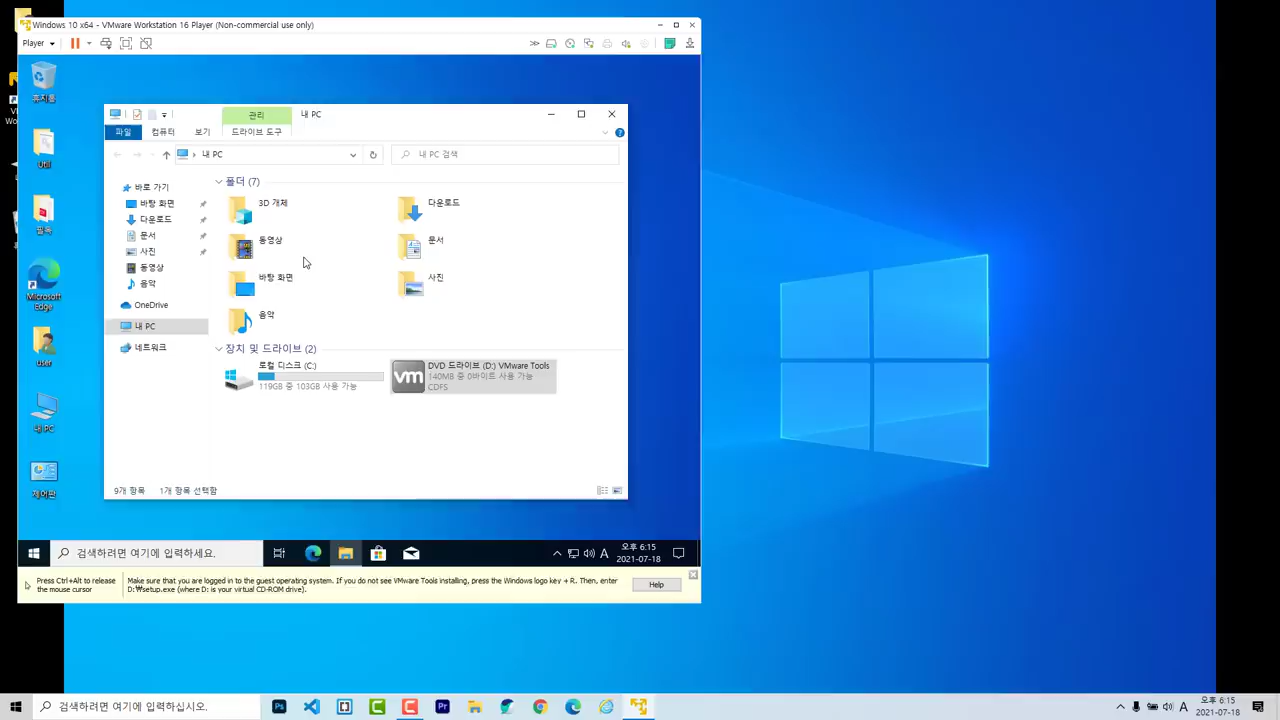 Windows 10 x64 - VMware Workstation 16 Player (Non-commercial use only)
Player
휴지통
Util
필독
Microsoft
Edge
user
내 PC
제어판
관리
내 PC
파일
컴퓨터
보기
드라이브 도구
내 PC
내 PC 검색
바로 가기
바탕 화면
다운로드
문서
사진
동영상
음악
OneDrive
내 PC
네트워크
폴더 (7)
3D 개체
다운로드
동영상
문서
바탕 화면
사진
음악
장치 및 드라이브 (2)
로컬 디스크 (C:)
119GB 중 103GB 사용 가능
DVD 드라이브 (D:) VMware Tools
vm
140MB 중 0바이트 사용 가능
CDFS
9개 항목
1개 항목 선택함
검색하려면 여기에 입력하세요.
A
오후 6:15
2021-07-18
Press Ctrl+Alt to release
the mouse cursor
Make sure that you are logged in to the guest operating system. If you do not see VMware Tools installing, press the Windows logo key + R. Then, enter
D:₩setup.exe (where D: is your virtual CD-ROM drive).
Help
검색하려면 여기에 입력하십시오.
Ps
C
C
Pr
A
오후 6:15
2021-07-18